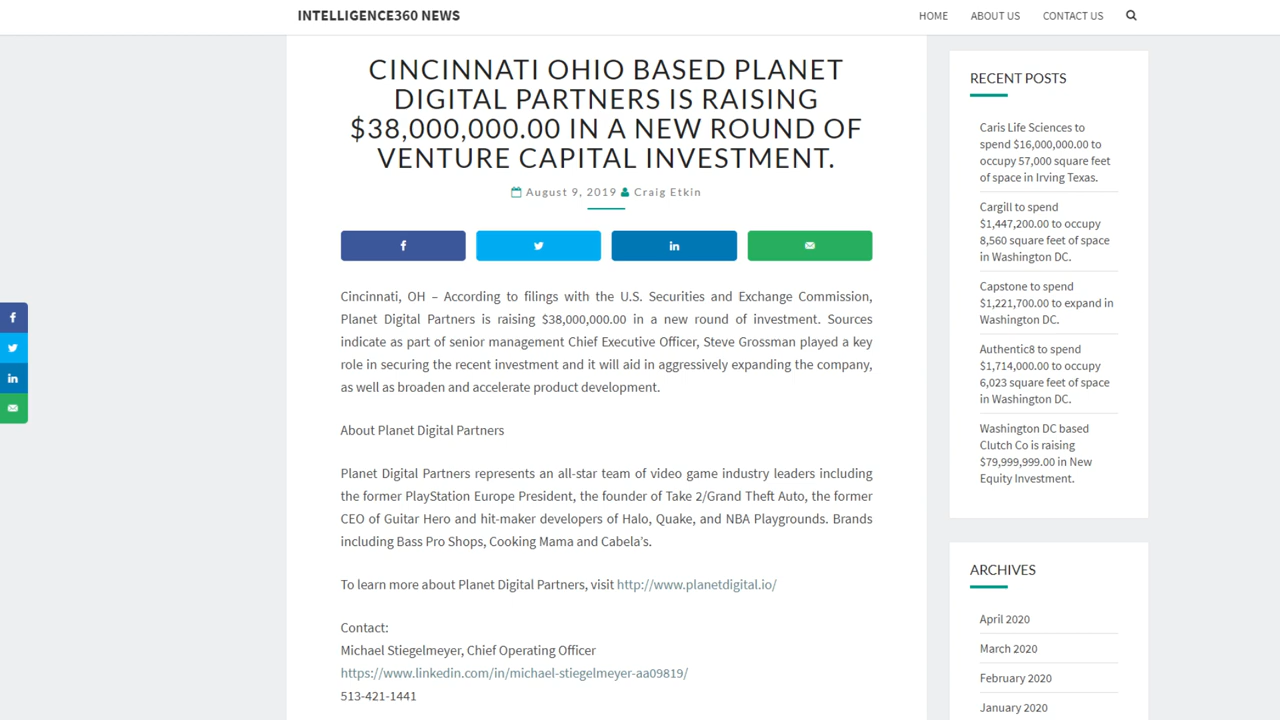 INTELLIGENCE360 NEWS
HOME ABOUT US CONTACT US
CINCINNATI OHIO BASED PLANET
DIGITAL PARTNERS IS RAISING
$38,000,000.00 IN A NEW ROUND OF
VENTURE CAPITAL INVESTMENT.
August 9, 2019 Craig Etkin
Cincinnati, OH – According to filings with the U.S. Securities and Exchange Commission,
Planet Digital Partners is raising $38,000,000.00 in a new round of investment. Sources
indicate as part of senior management Chief Executive Officer, Steve Grossman played a key
role in securing the recent investment and it will aid in aggressively expanding the company,
as well as broaden and accelerate product development.
About Planet Digital Partners
Planet Digital Partners represents an all-star team of video game industry leaders including
the former PlayStation Europe President, the founder of Take 2/Grand Theft Auto, the former
CEO of Guitar Hero and hit-maker developers of Halo, Quake, and NBA Playgrounds. Brands
including Bass Pro Shops, Cooking Mama and Cabela's.
To learn more about Planet Digital Partners, visit http://www.planetdigital.io/
Contact:
Michael Stiegelmeyer, Chief Operating Officer
https://www.linkedin.com/in/michael-stiegelmeyer-aa09819/
513-421-1441
RECENT POSTS
Caris Life Sciences to
spend $16,000,000.00 to
occupy 57,000 square feet
of space in Irving Texas.
Cargill to spend
$1,447,200.00 to occupy
8,560 square feet of space
in Washington DC.
Capstone to spend
$1,221,700.00 to expand in
Washington DC.
Authentic8 to spend
$1,714,000.00 to occupy
6,023 square feet of space
in Washington DC.
Washington DC based
Clutch Co is raising
$79,999,999.00 in New
Equity Investment.
ARCHIVES
April 2020
March 2020
February 2020
January 2020